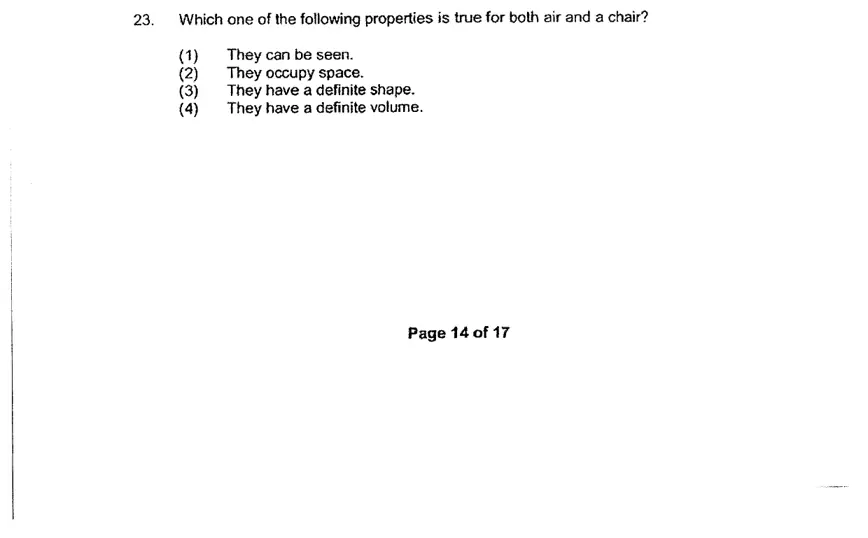 23. Which one of the following properties is true for both air and a chair?
(1) They can be seen.
(2) They occupy space.
(3) They have a definite shape.
(4) They have a definite volume.
Page 14 of 17